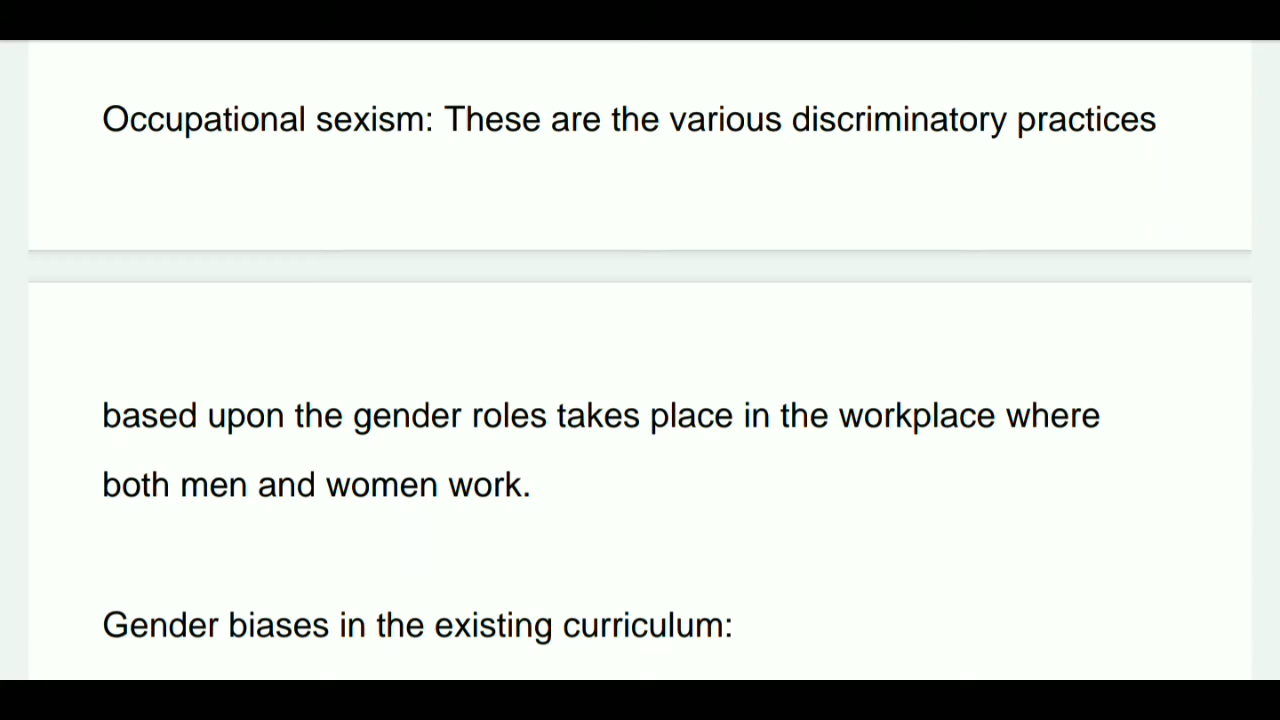 Occupational sexism: These are the various discriminatory practices
based upon the gender roles takes place in the workplace where
both men and women work.
Gender biases in the existing curriculum: